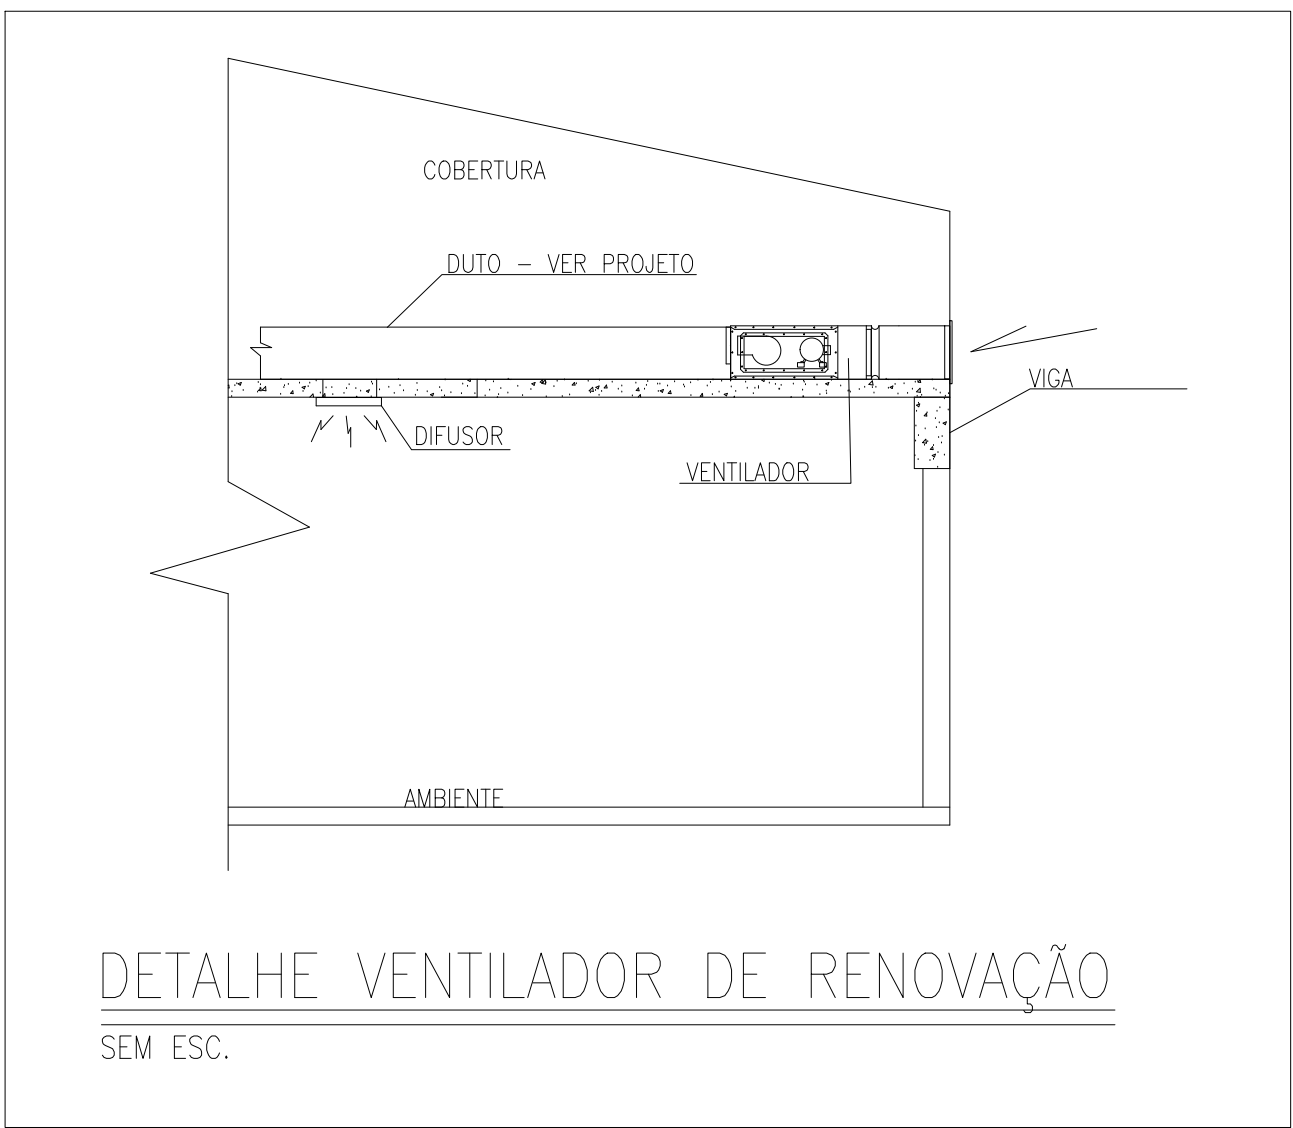 COBERTURA
DUTO - VER PROJETO
VIGA
DIFUSOR
VENTILADOR
AMBIENTE
DETALHE VENTILADOR DE RENOVAÇÃO
SEM ESC.